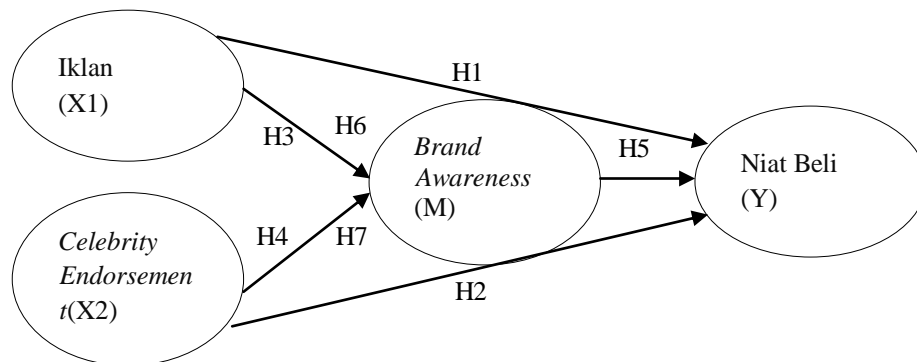 Iklan
(X1)
H1
H3
H6
Brand
Awareness
(M)
H5
Niat Beli
(Y)
Celebrity
Endorsemen
t(X2)
H4
H7
H2